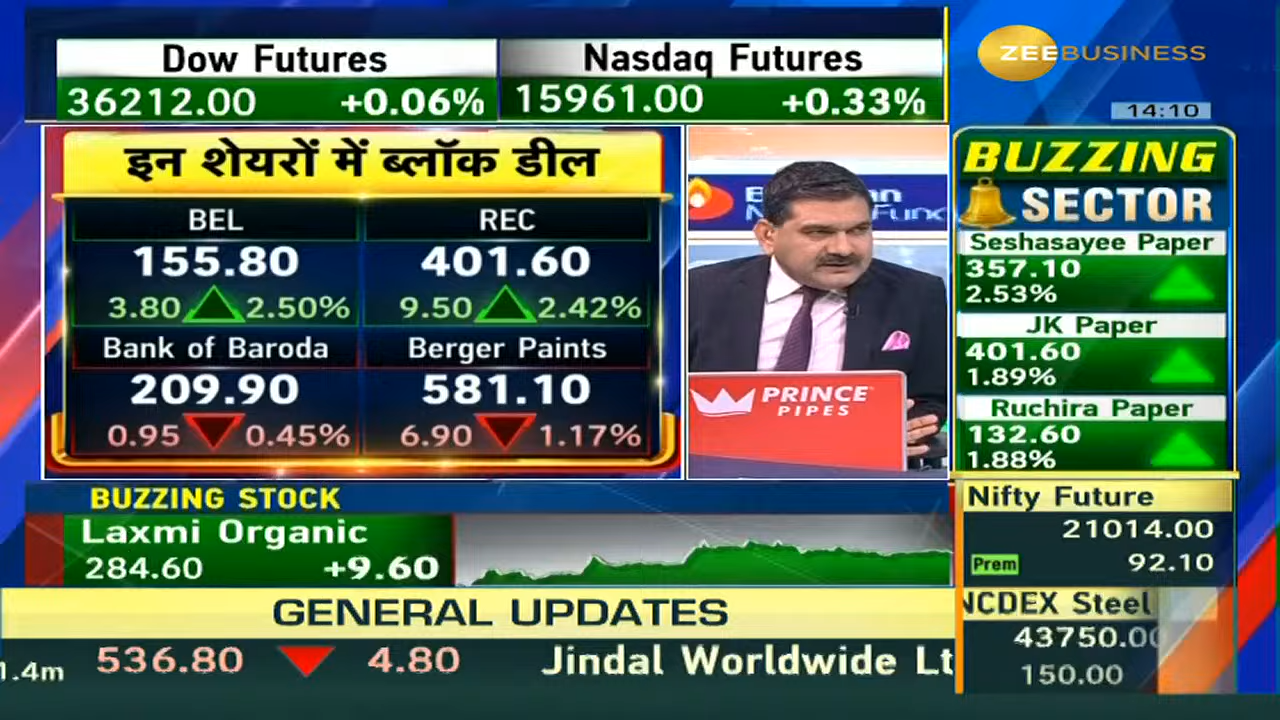 Dow Futures
36212.00 +0.06%
Nasdaq Futures
15961.00 +0.33%
ZEEBUSINESS
14:10
इन शेयरों में ब्लॉक डील
BEL
155.80
3.80 2.50%
REC
401.60
9.50 2.42%
Bank of Baroda
209.90
0.95 0.45%
Berger Paints
581.10
6.90 1.17%
PRINCE
PIPES
BUZZING
SECTOR
Seshasayee Paper
357.10
2.53%
JK Paper
401.60
1.89%
Ruchira Paper
132.60
1.88%
Nifty Future
21014.00
Prem 92.10
NCDEX Steel
43750.00
150.00
BUZZING STOCK
Laxmi Organic
284.60 +9.60
GENERAL UPDATES
1.4m 536.80 4.80 Jindal Worldwide Lt